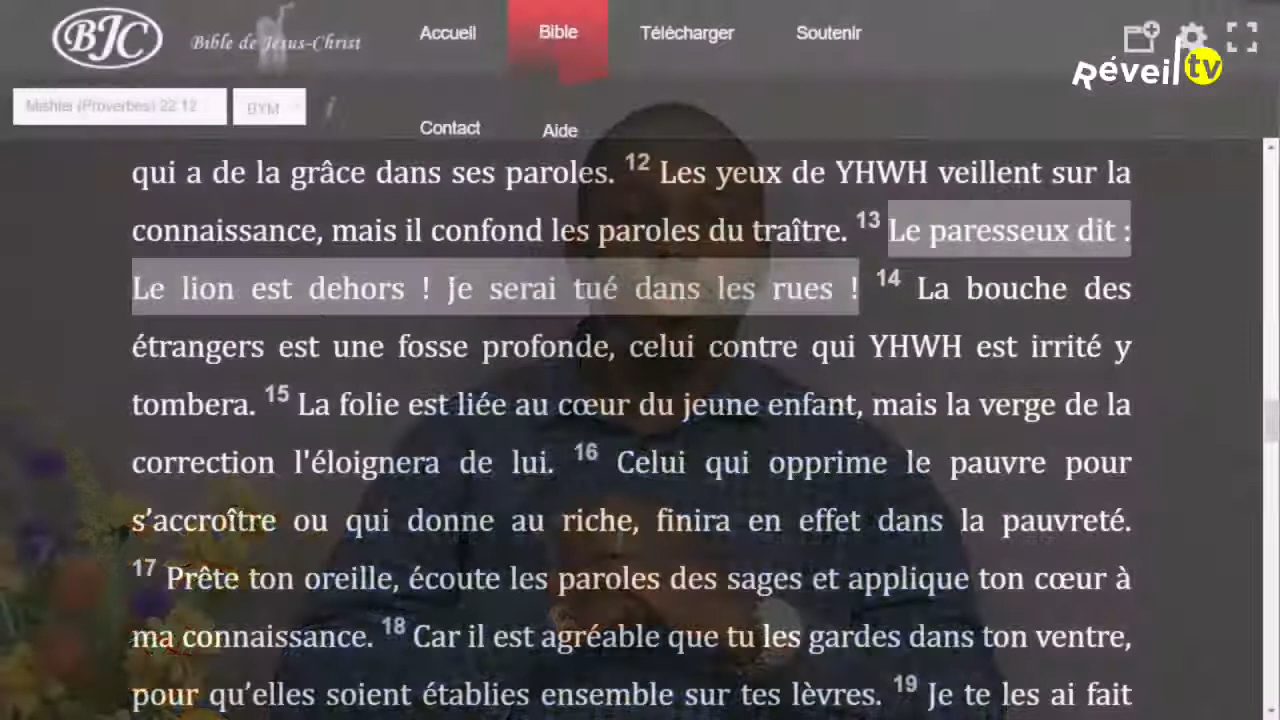 BJC
Bible de Jésus-Christ
Accueil
Bible
Télécharger
Soutenir
Réveil tv
Mishlei (Proverbes) 22:12
BYM
i
Contact
Aide
qui a de la grâce dans ses paroles. 12 Les yeux de YHWH veillent sur la
connaissance, mais il confond les paroles du traître. 13 Le paresseux dit :
Le lion est dehors ! Je serai tué dans les rues ! 14 La bouche des
étrangers est une fosse profonde, celui contre qui YHWH est irrité y
tombera. 15 La folie est liée au cœur du jeune enfant, mais la verge de la
correction l'éloignera de lui. 16 Celui qui opprime le pauvre pour
s’accroître ou qui donne au riche, finira en effet dans la pauvreté.
17 Prête ton oreille, écoute les paroles des sages et applique ton cœur à
ma connaissance. 18 Car il est agréable que tu les gardes dans ton ventre,
pour qu’elles soient établies ensemble sur tes lèvres. 19 Je te les ai fait